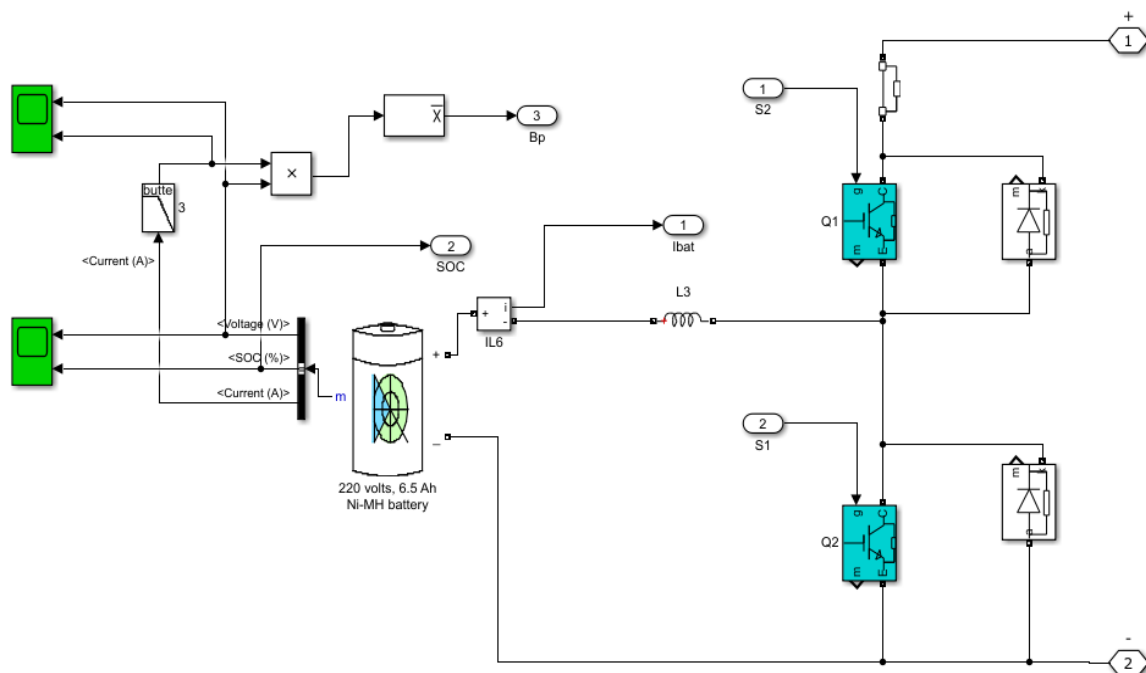 +
1
1
S2
X
3
Bp
×
butte
3
g
C
Q1
m
E
m
k
a
<Current (A)>
2
SOC
1
Ibat
L3
+
i
-
IL6
<Voltage (V)>
<SOC (%)>
<Current (A)>
m
+
_
220 volts, 6.5 Ah
Ni-MH battery
2
S1
g
C
Q2
m
E
m
k
a
-
2